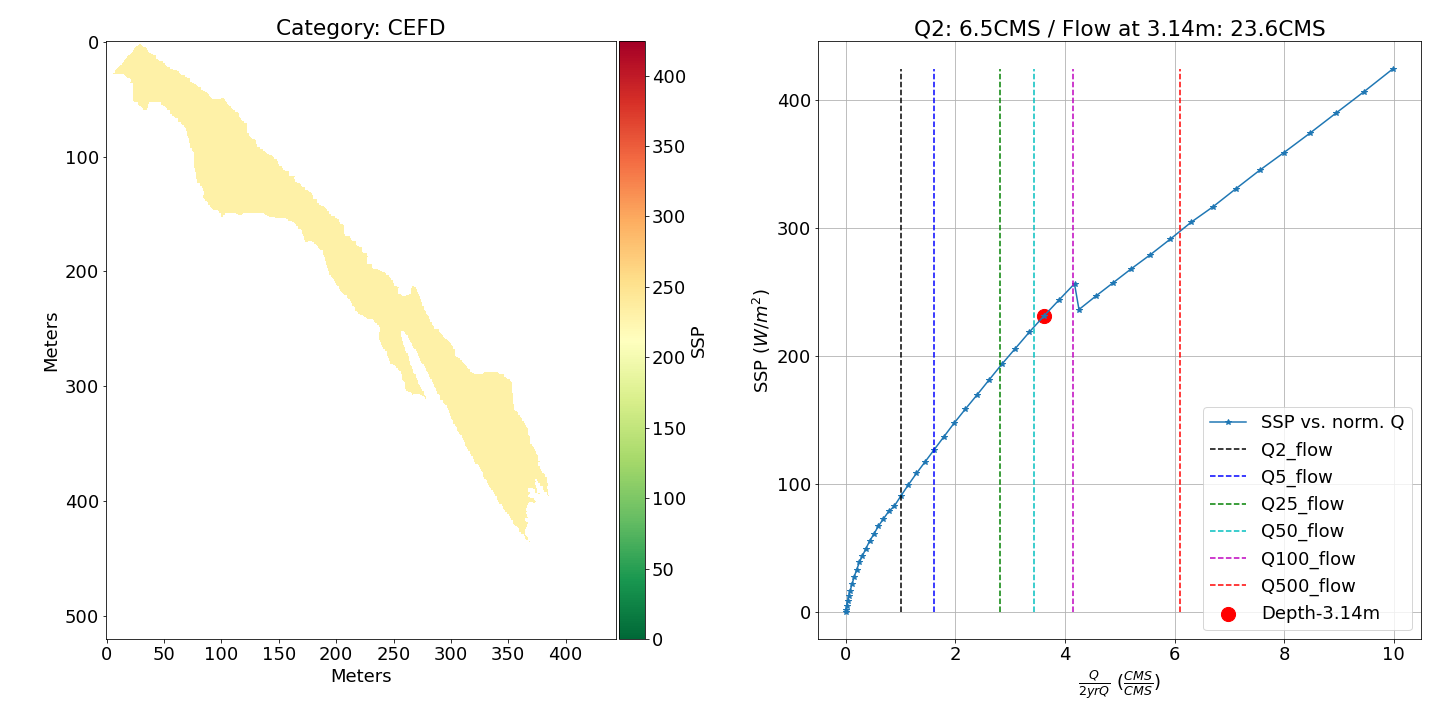 Category: CEFD
0
100
200
300
400
500
Meters
0
50
100
150
200
250
300
350
400
Meters
400
350
300
250
200
150
100
50
0
SSP
Q2: 6.5CMS / Flow at 3.14m: 23.6CMS
400
300
200
100
0
SSP (W/m²)
0
2
4
6
8
10
Q/2yrQ (CMS/CMS)
SSP vs. norm. Q
Q2_flow
Q5_flow
Q25_flow
Q50_flow
Q100_flow
Q500_flow
Depth-3.14m